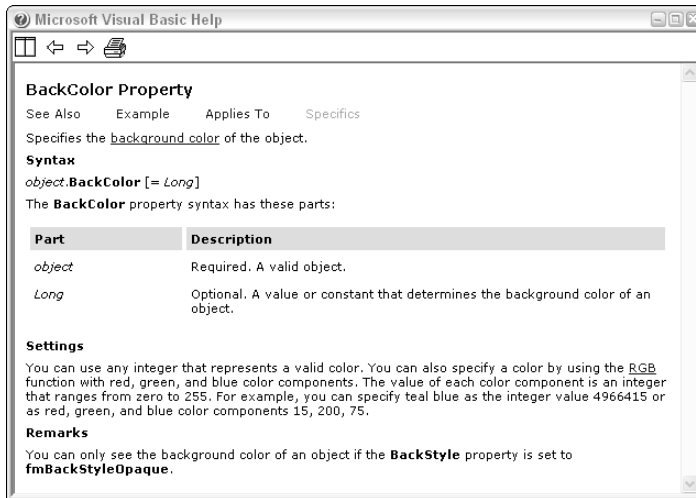 Microsoft Visual Basic Help
BackColor Property
See Also Example Applies To Specifics
Specifies the background color of the object.
Syntax
object.BackColor [= Long]
The BackColor property syntax has these parts:
Part Description
object Required. A valid object.
Long Optional. A value or constant that determines the background color of an
object.
Settings
You can use any integer that represents a valid color. You can also specify a color by using the RGB
function with red, green, and blue color components. The value of each color component is an integer
that ranges from zero to 255. For example, you can specify teal blue as the integer value 4966415 or
as red, green, and blue color components 15, 200, 75.
Remarks
You can only see the background color of an object if the BackStyle property is set to
fmBackStyleOpaque.